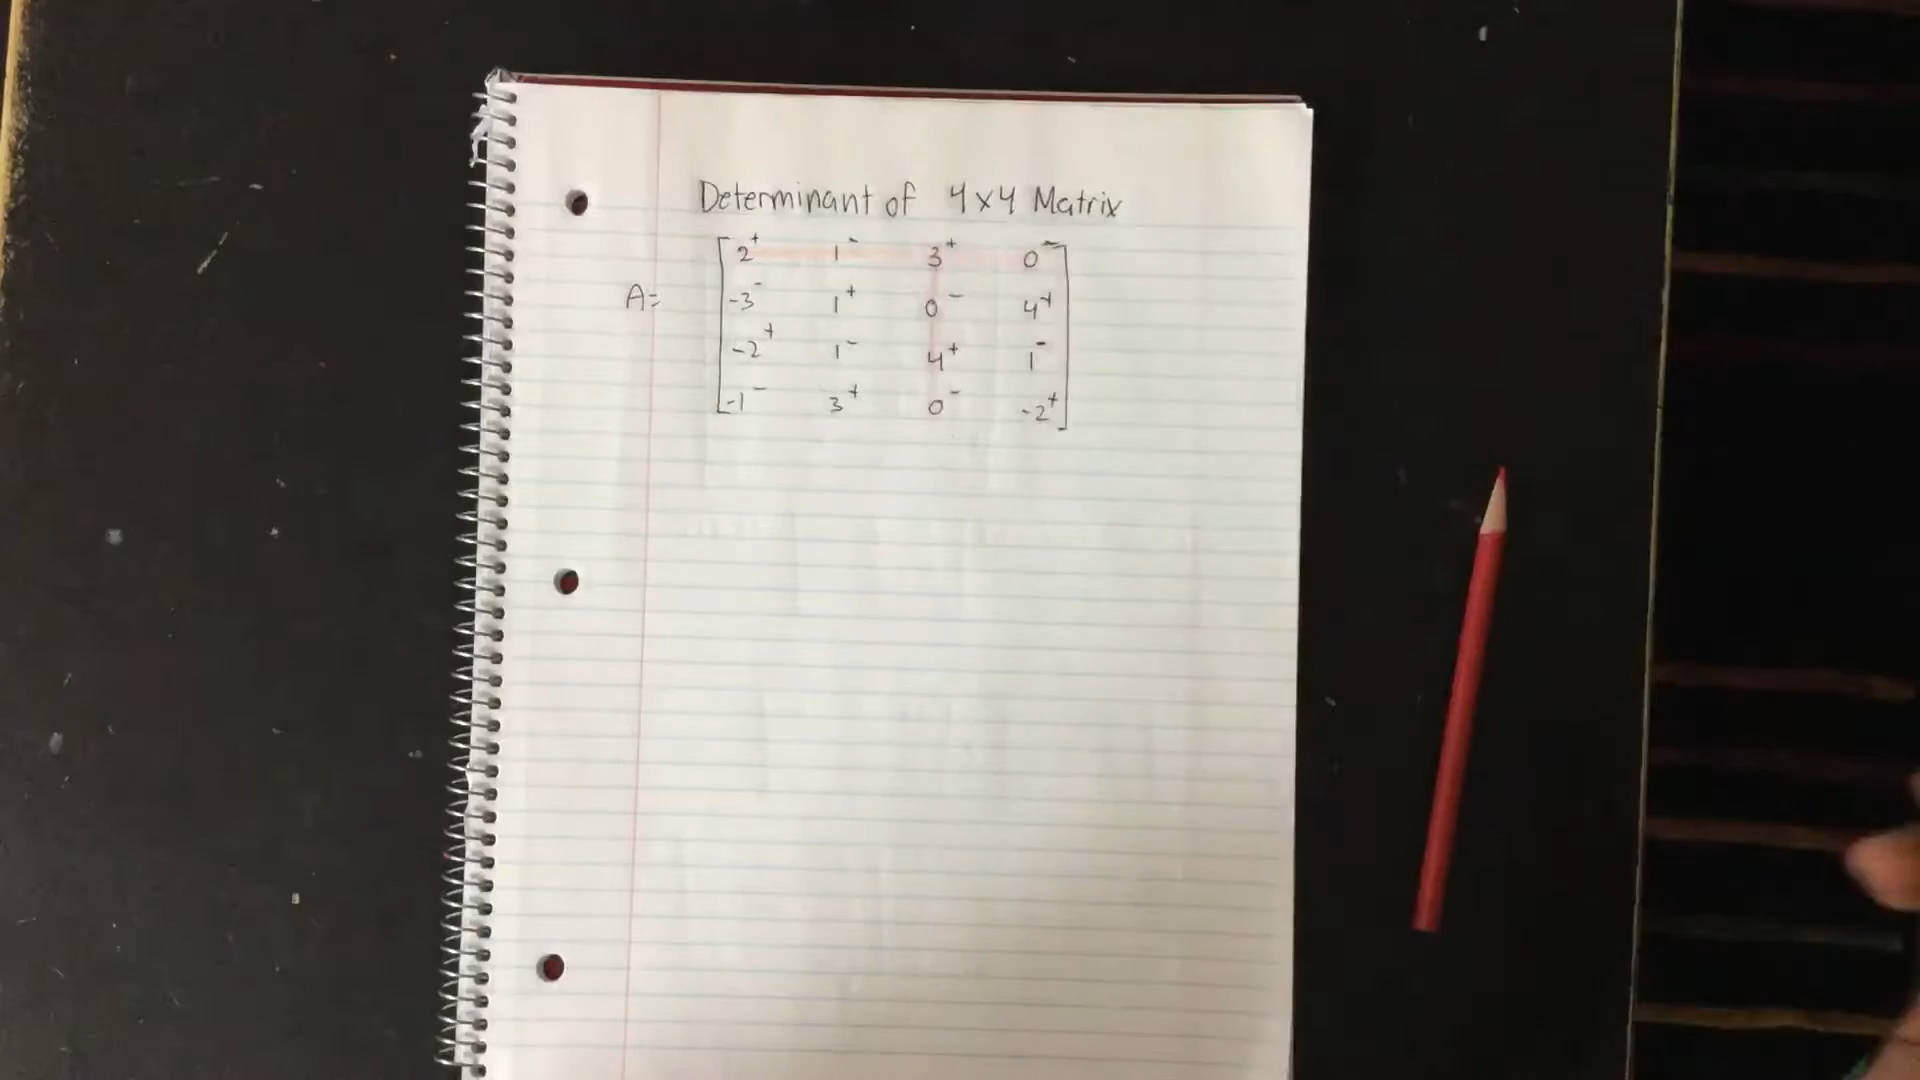 Determinant of 4x4 Matrix
2⁺ 1⁻ 3⁺ 0⁻
A= -3⁻ 1⁺ 0⁻ 4⁺
-2⁺ 1⁻ 4⁺ 1⁻
-1⁻ 3⁺ 0⁻ -2⁺